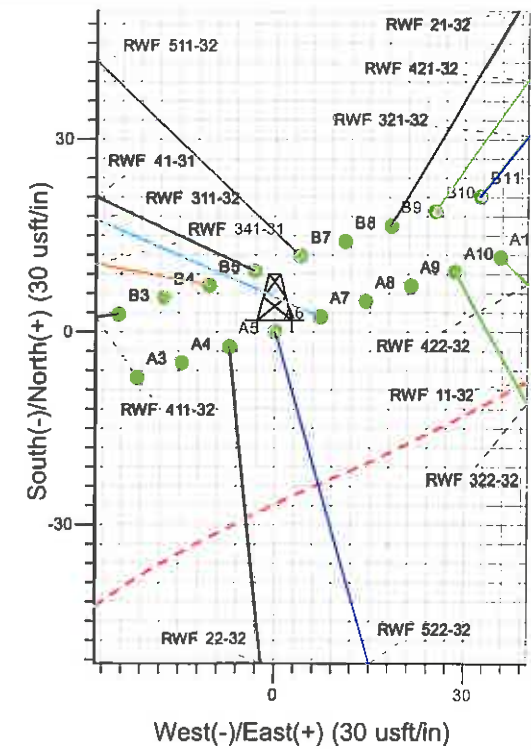 RWF 21-32
RWF 511-32
RWF 421-32
RWF 321-32
30
RWF 41-31
B11
B10
RWF 311-32
B9
RWF 341-31
B8
B7
A1
B5
A10
B4
A9
B3
A8
A7
A6
0
A5
A4
RWF 422-32
A3
RWF 11-32
RWF 411-32
RWF 322-32
-30
RWF 22-32
RWF 522-32
0
30
South(-)/North(+) (30 usft/in)
West(-)/East(+) (30 usft/in)